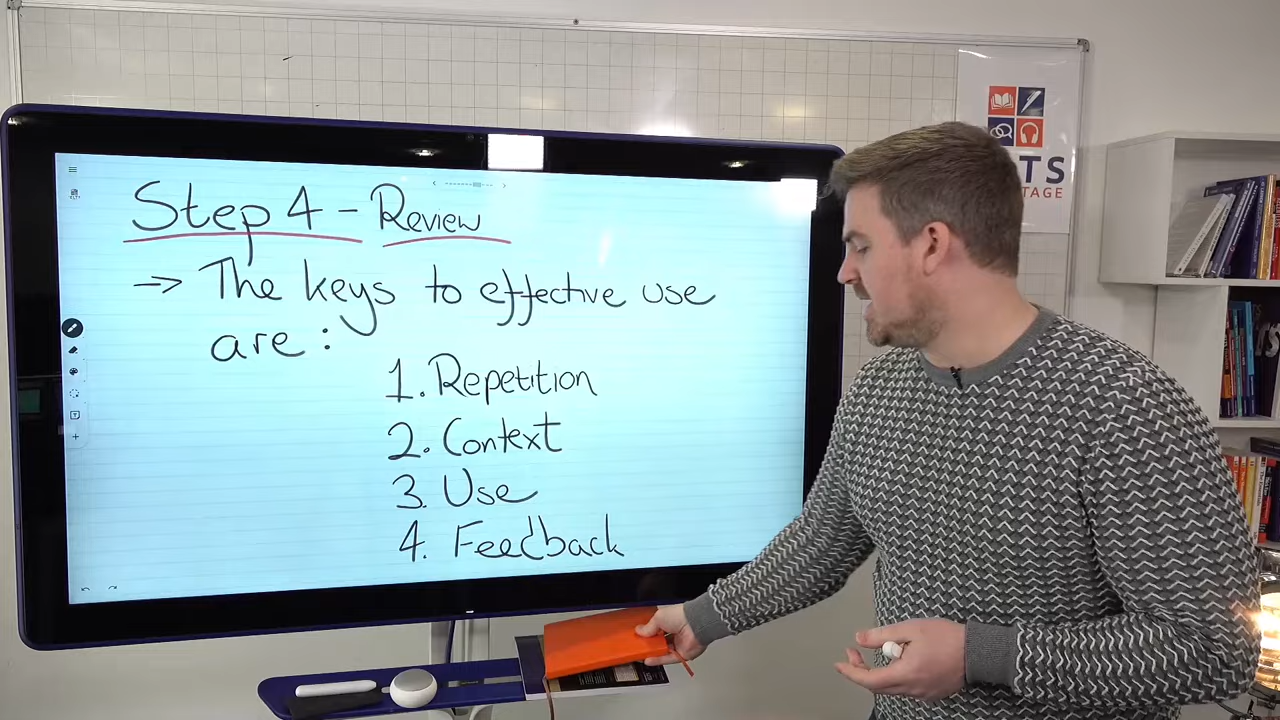 Step 4 - Review
→ The keys to effective use
are:
1. Repetition
2. Context
3. Use
4. Feedback